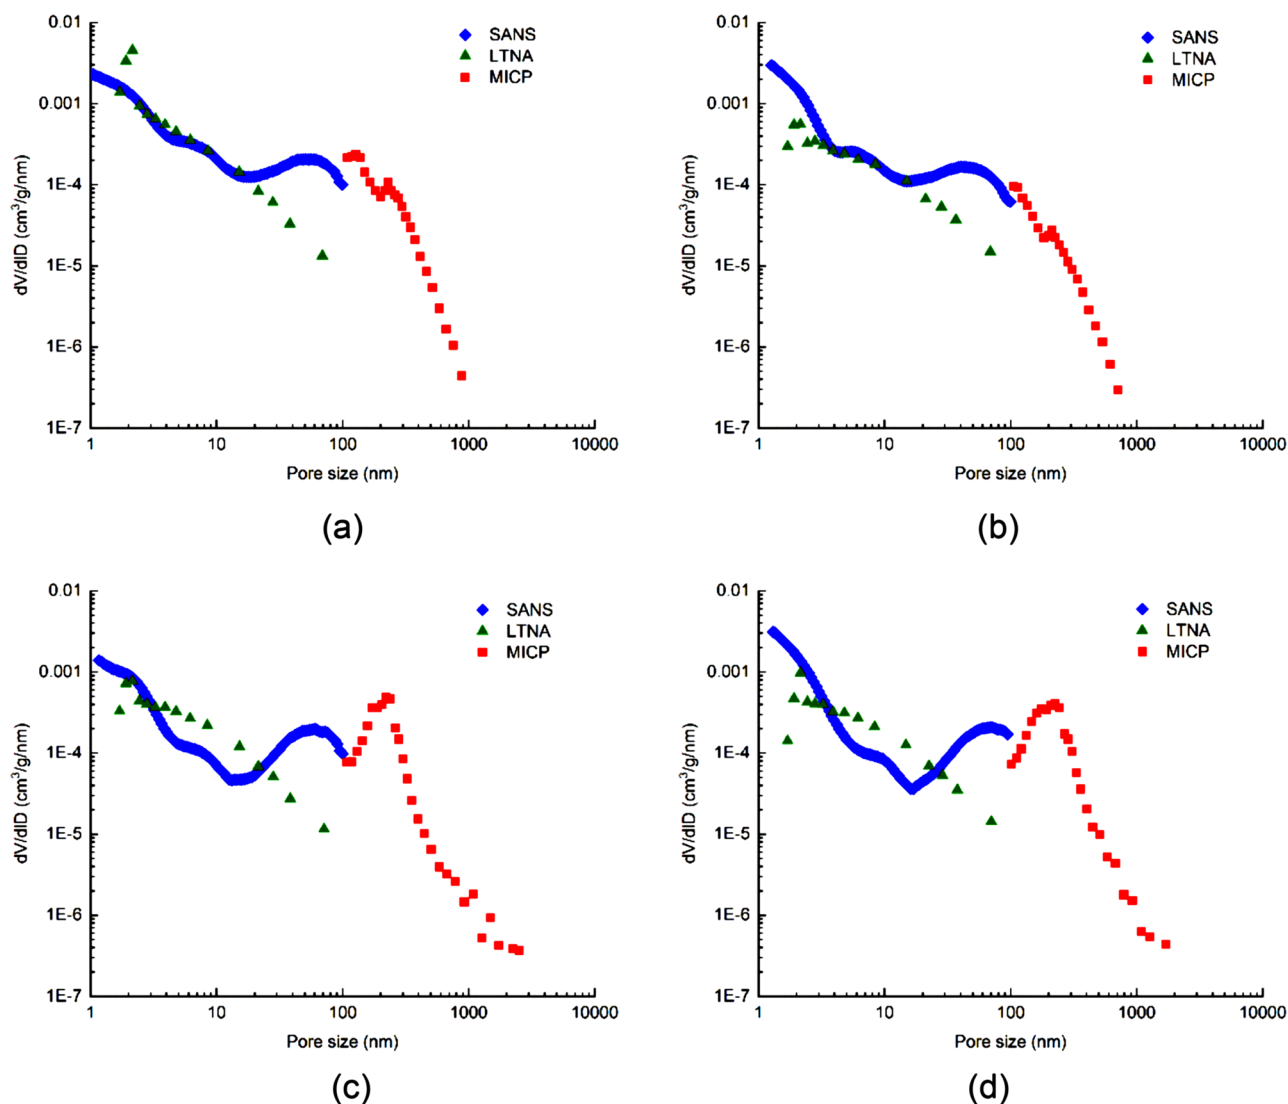 0.01
0.001
1E-4
1E-5
1E-6
1E-7
dV/dID (cm³/g/nm)
SANS
LTNA
MICP
1 10 100 1000 10000
Pore size (nm)
(a)
0.01
0.001
1E-4
1E-5
1E-6
1E-7
dV/dID (cm³/g/nm)
SANS
LTNA
MICP
1 10 100 1000 10000
Pore size (nm)
(b)
0.01
0.001
1E-4
1E-5
1E-6
1E-7
dV/dID (cm³/g/nm)
SANS
LTNA
MICP
1 10 100 1000 10000
Pore size (nm)
(c)
0.01
0.001
1E-4
1E-5
1E-6
1E-7
dV/dID (cm³/g/nm)
SANS
LTNA
MICP
1 10 100 1000 10000
Pore size (nm)
(d)